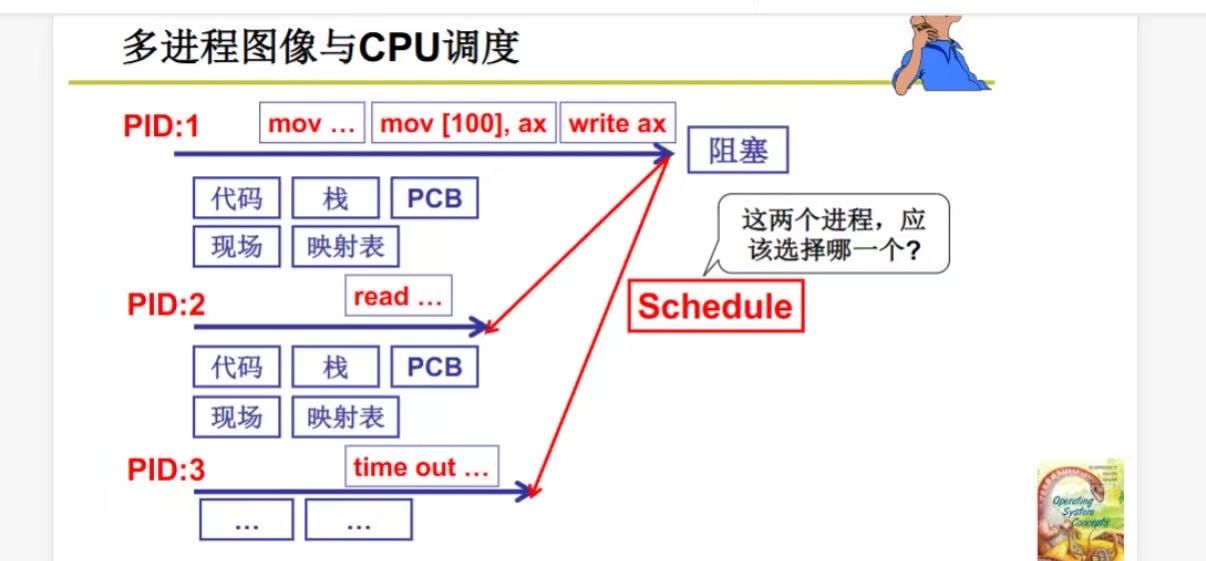 多进程图像与CPU调度
PID:1
mov … mov [100], ax write ax
阻塞
代码 栈 PCB
现场 映射表
这两个进程，应
该选择哪一个?
Schedule
PID:2
read …
代码 栈 PCB
现场 映射表
PID:3
time out …
… …
Operating
System
Concepts